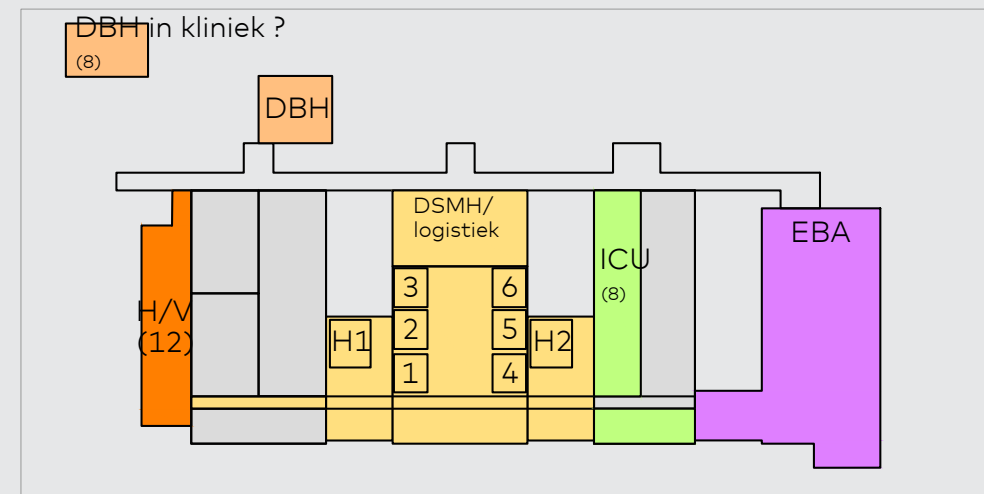 DBH in kliniek ?
(8)
DBH
DSMH/
logistiek
EBA
ICU
(8)
3
6
H/V
(12)
H1
2
5
H2
1
4